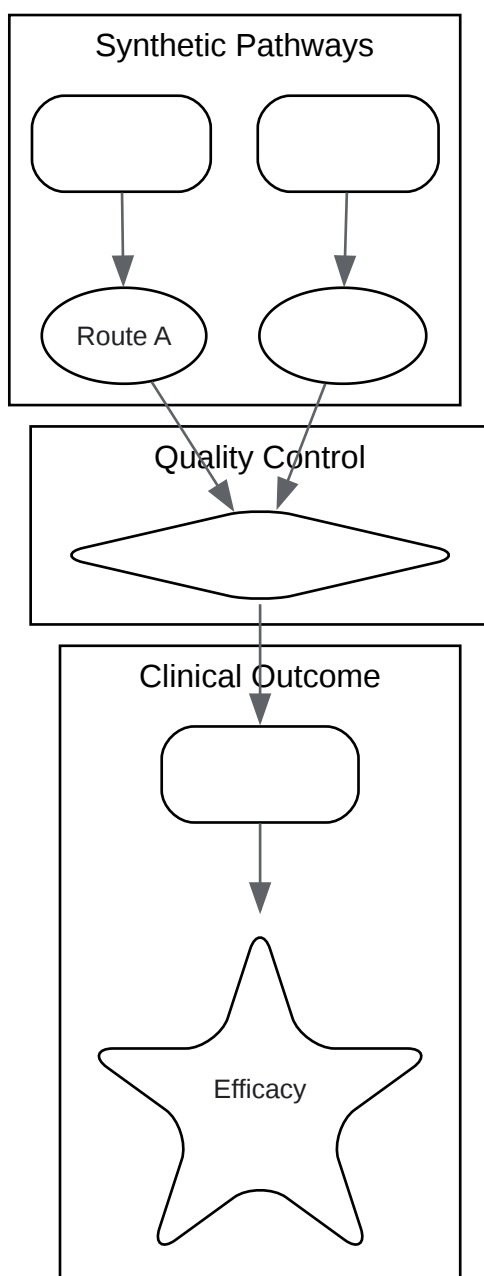 Synthetic Pathways
Route A
Quality Control
Clinical Outcome
Efficacy